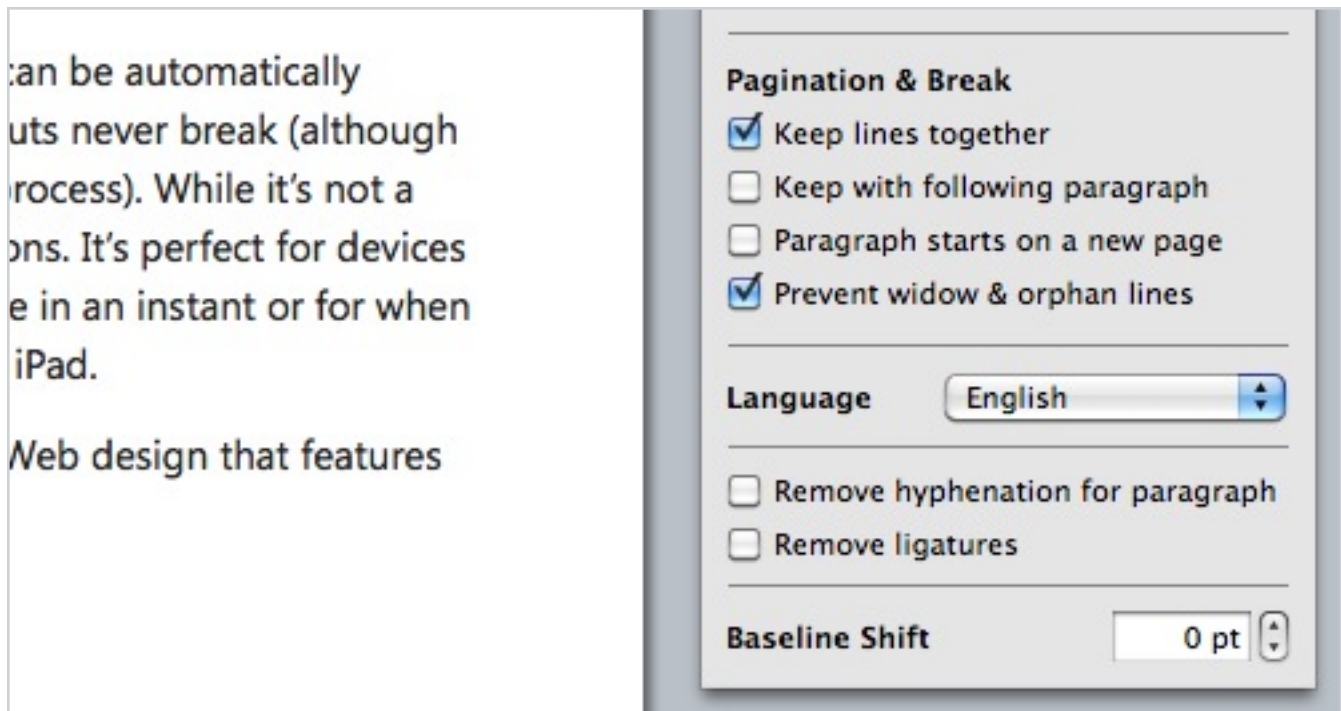 can be automatically
uts never break (although
rocess). While it’s not a
ons. It’s perfect for devices
e in an instant or for when
iPad.
Web design that features
Pagination & Break
Keep lines together
Keep with following paragraph
Paragraph starts on a new page
Prevent widow & orphan lines
Language English
Remove hyphenation for paragraph
Remove ligatures
Baseline Shift 0 pt